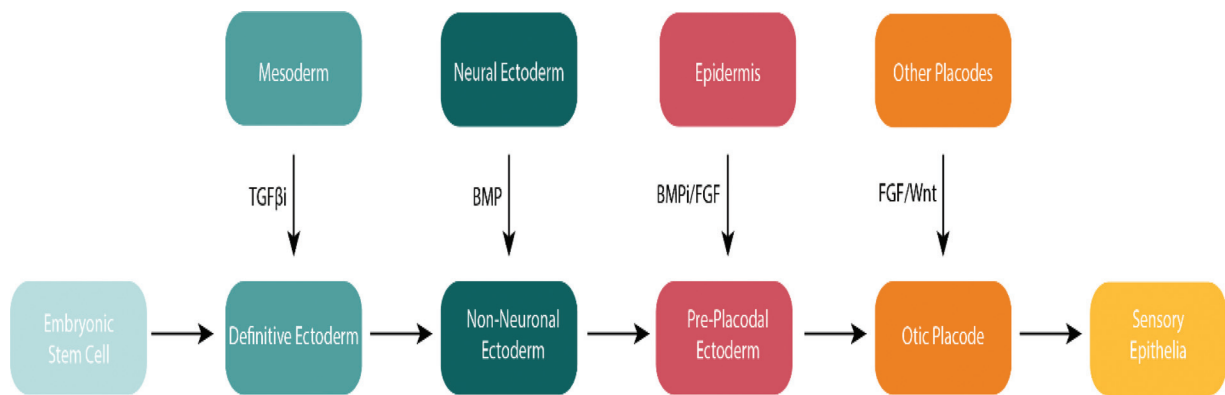 Mesoderm
Neural Ectoderm
Epidermis
Other Placodes
TGFβi
BMP
BMPi/FGF
FGF/Wnt
Embryonic
Stem Cell
Definitive Ectoderm
Non-Neuronal
Ectoderm
Pre-Placodal
Ectoderm
Otic Placode
Sensory
Epithelia